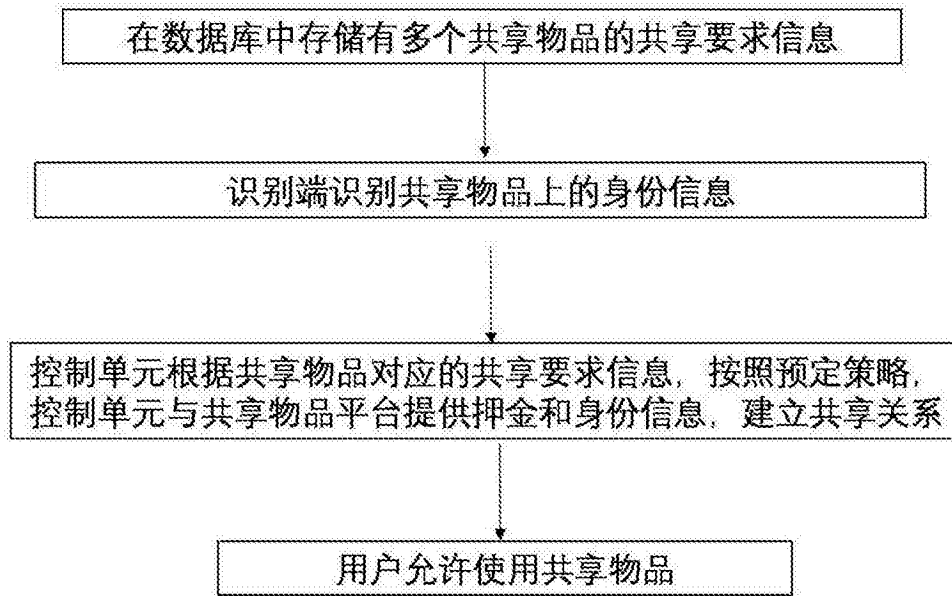 在数据库中存储有多个共享物品的共享要求信息
识别端识别共享物品上的身份信息
控制单元根据共享物品对应的共享要求信息，按照预定策略，
控制单元与共享物品平台提供押金和身份信息，建立共享关系
用户允许使用共享物品